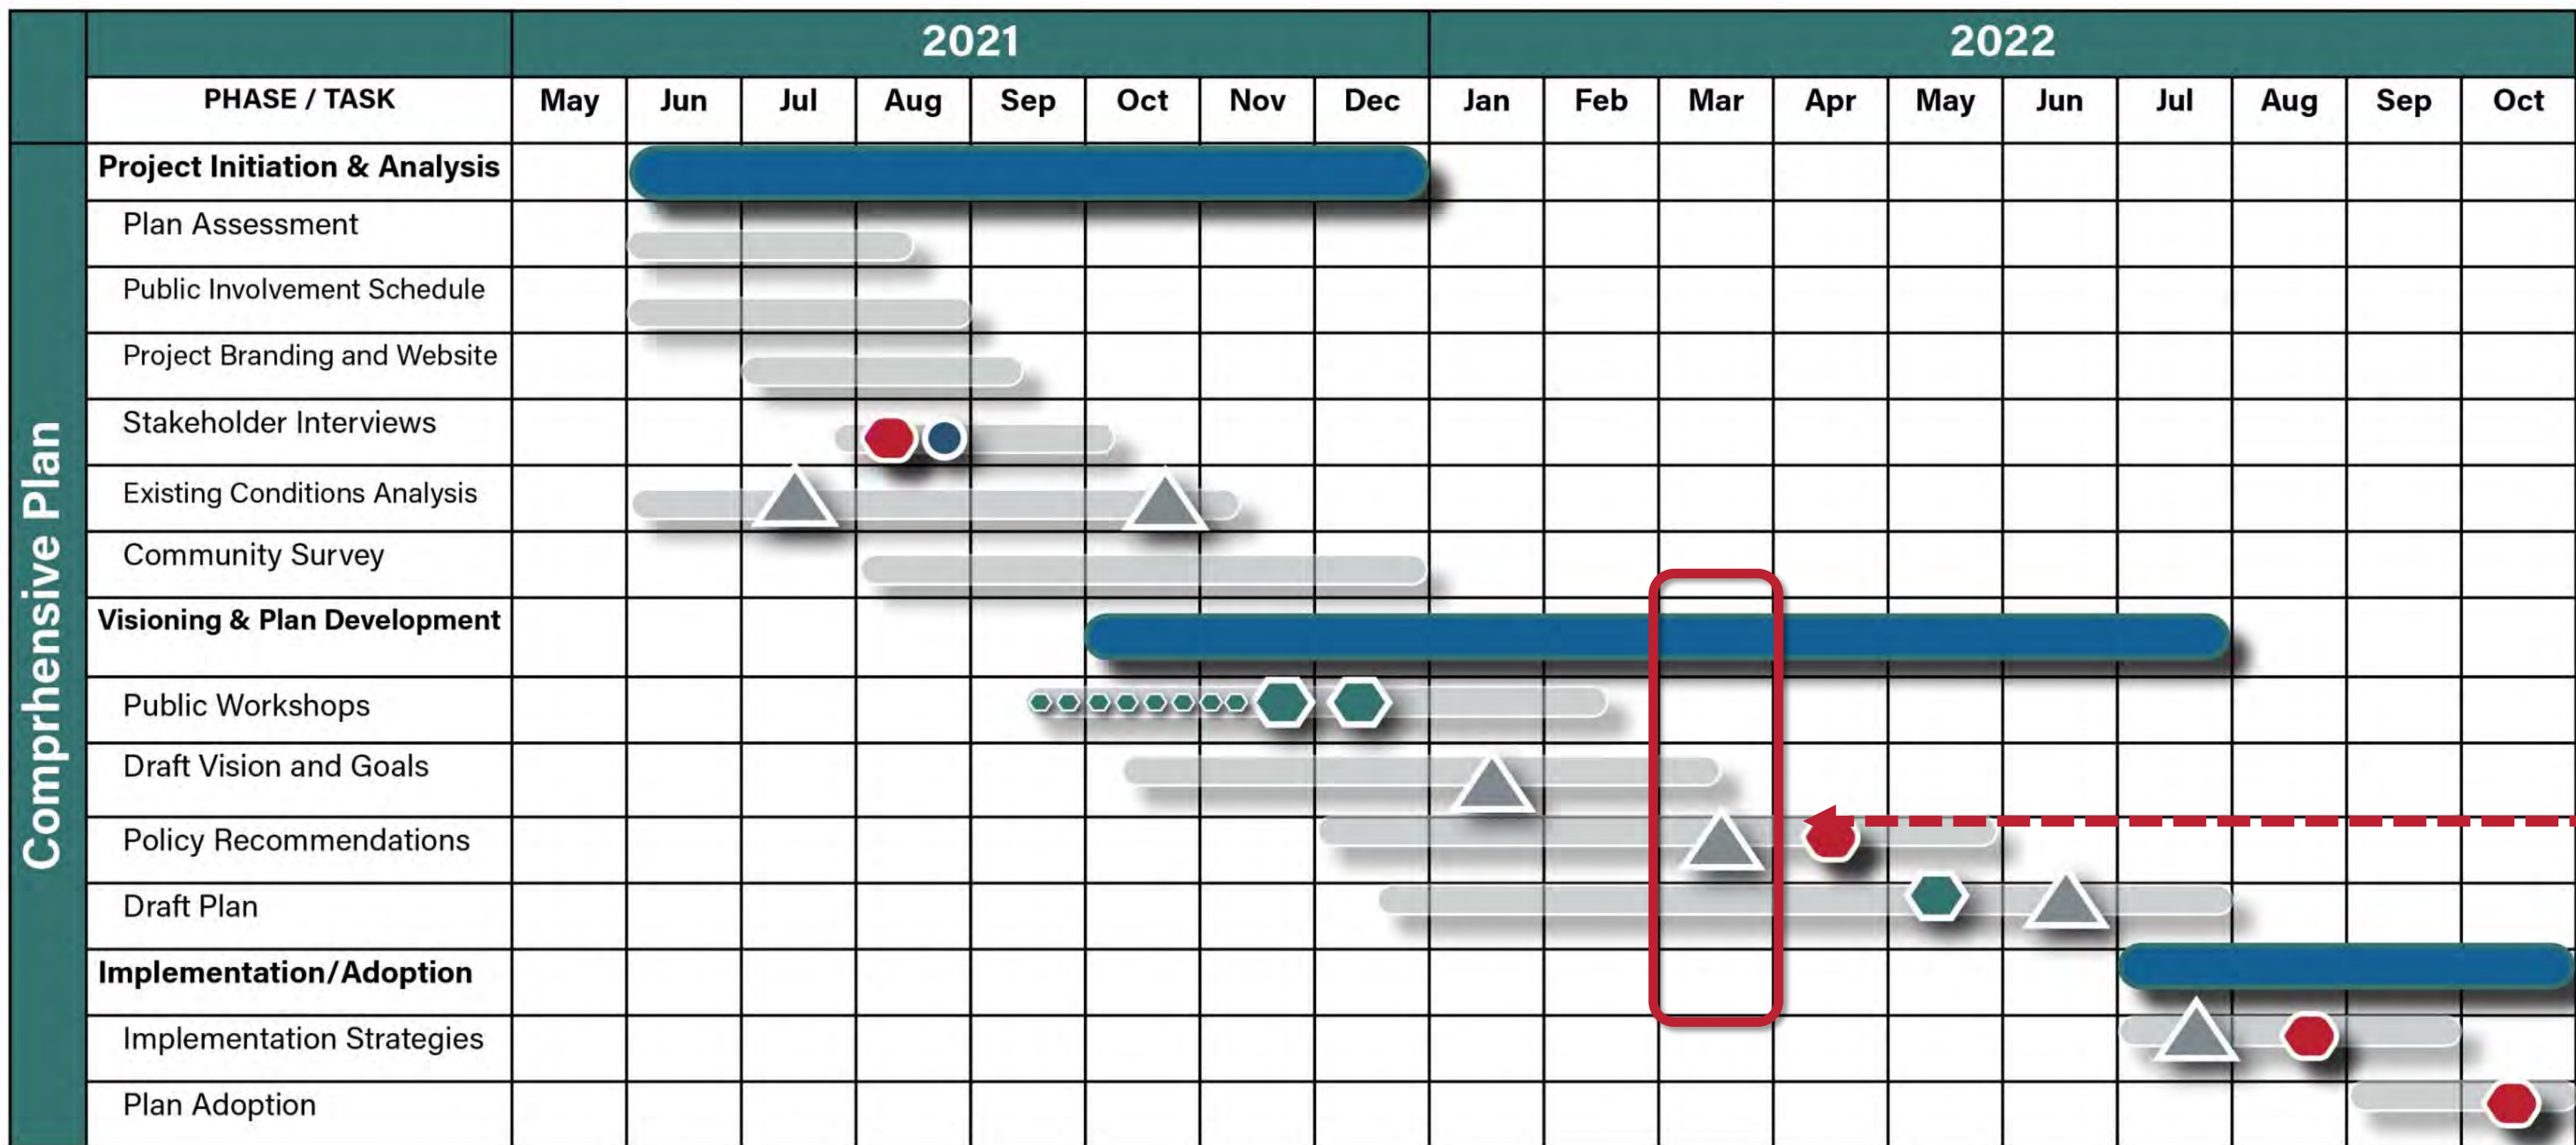 2021 2022
PHASE / TASK May Jun Jul Aug Sep Oct Nov Dec Jan Feb Mar Apr May Jun Jul Aug Sep Oct
Comprhensive Plan
Project Initiation & Analysis
Plan Assessment
Public Involvement Schedule
Project Branding and Website
Stakeholder Interviews
Existing Conditions Analysis
Community Survey
Visioning & Plan Development
Public Workshops
Draft Vision and Goals
Policy Recommendations
Draft Plan
Implementation/Adoption
Implementation Strategies
Plan Adoption